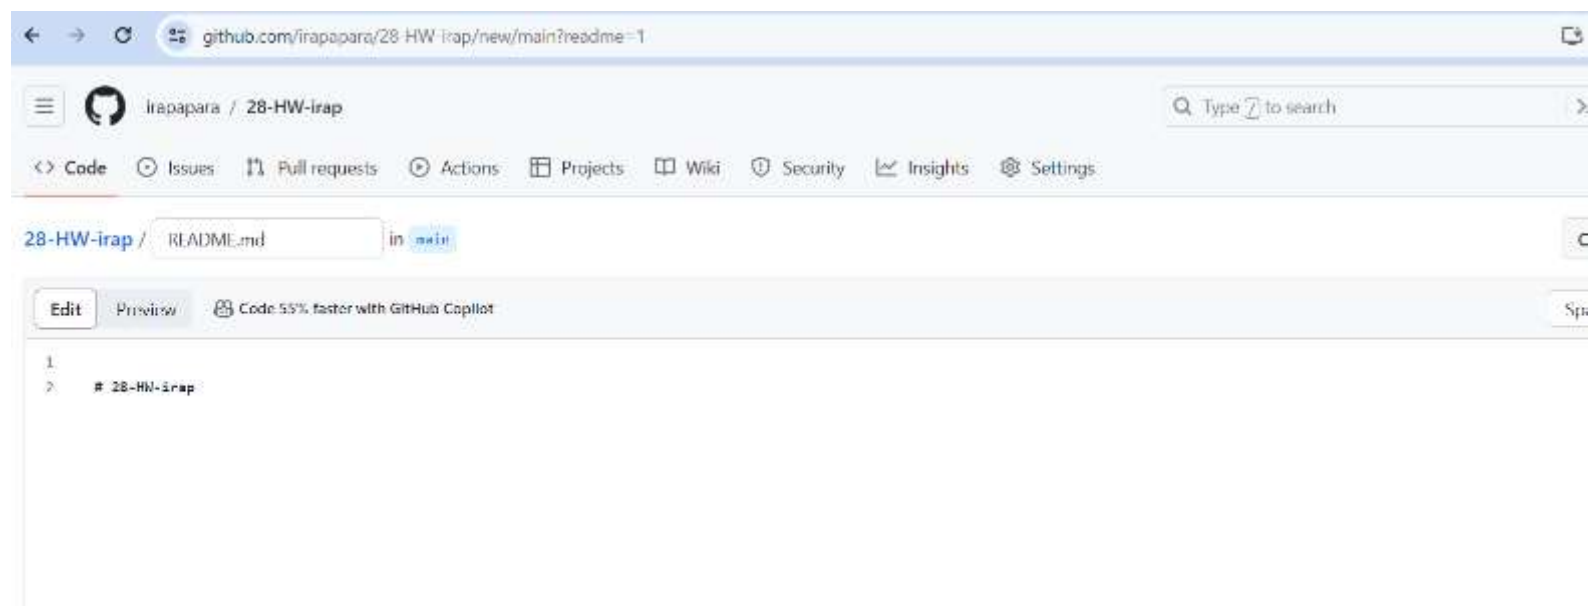 github.com/irapapara/28-HW-irap/new/main?readme=1
irapapara / 28-HW-irap
Type / to search
<> Code Issues Pull requests Actions Projects Wiki Security Insights Settings
28-HW-irap / README.md in main
Edit Preview Code 55% faster with GitHub Copilot
1
2 # 28-HW-irap